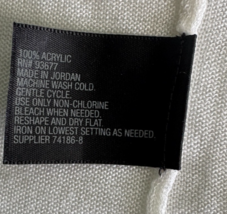 100% ACRYLIC
RN# 93677
MADE IN JORDAN
MACHINE WASH COLD.
GENTLE CYCLE.
USE ONLY NON-CHLORINE
BLEACH WHEN NEEDED.
RESHAPE AND DRY FLAT.
IRON ON LOWEST SETTING AS NEEDED.
SUPPLIER 74186-8